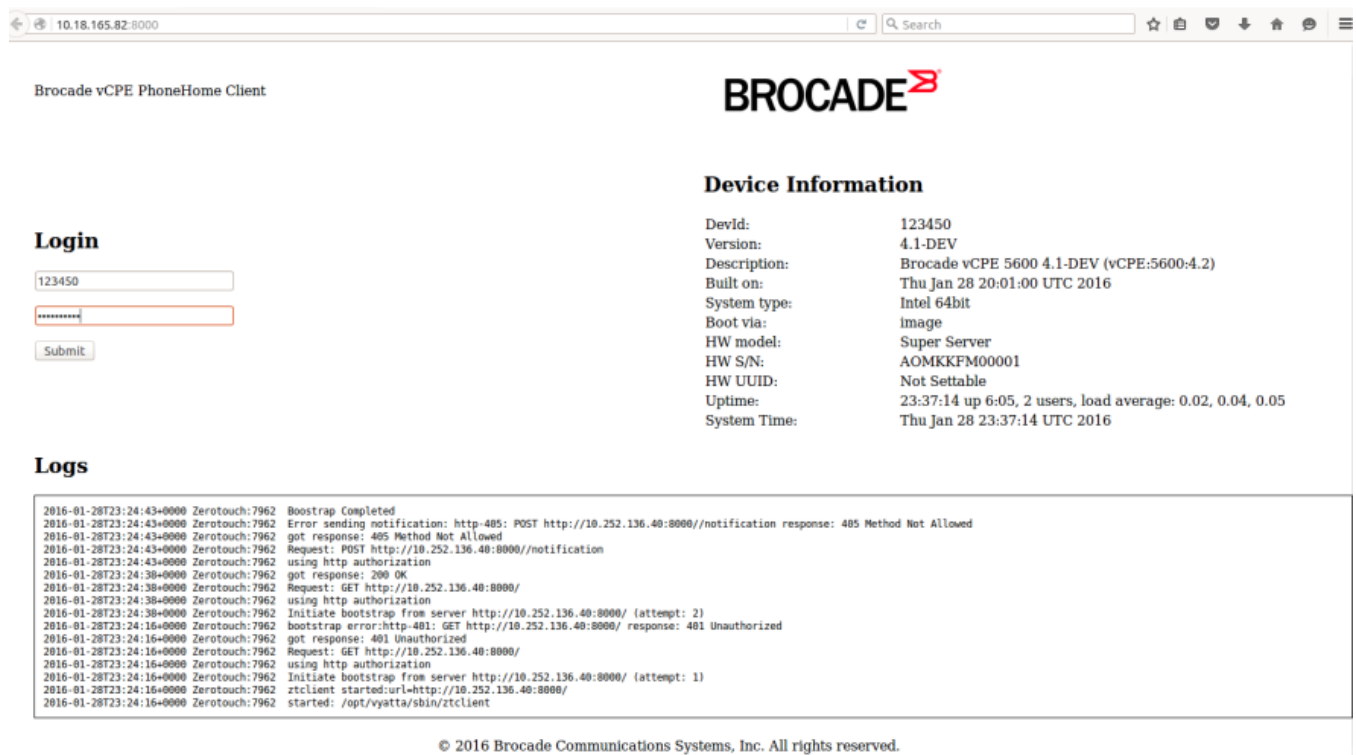 10.18.165.82:8000
Search
Brocade vCPE PhoneHome Client
BROCADE
Device Information
DevId: 123450
Version: 4.1-DEV
Description: Brocade vCPE 5600 4.1-DEV (vCPE:5600:4.2)
Built on: Thu Jan 28 20:01:00 UTC 2016
System type: Intel 64bit
Boot via: image
HW model: Super Server
HW S/N: AOMKKFM00001
HW UUID: Not Settable
Uptime: 23:37:14 up 6:05, 2 users, load average: 0.02, 0.04, 0.05
System Time: Thu Jan 28 23:37:14 UTC 2016
Login
123450
••••••••••
Submit
Logs
2016-01-28T23:24:43+0000 Zerotouch:7962 Boostrap Completed
2016-01-28T23:24:43+0000 Zerotouch:7962 Error sending notification: http-405: POST http://10.252.136.40:8000//notification response: 405 Method Not Allowed
2016-01-28T23:24:43+0000 Zerotouch:7962 got response: 405 Method Not Allowed
2016-01-28T23:24:43+0000 Zerotouch:7962 Request: POST http://10.252.136.40:8000//notification
2016-01-28T23:24:43+0000 Zerotouch:7962 using http authorization
2016-01-28T23:24:38+0000 Zerotouch:7962 got response: 200 OK
2016-01-28T23:24:38+0000 Zerotouch:7962 Request: GET http://10.252.136.40:8000/
2016-01-28T23:24:38+0000 Zerotouch:7962 using http authorization
2016-01-28T23:24:38+0000 Zerotouch:7962 Initiate bootstrap from server http://10.252.136.40:8000/ (attempt: 2)
2016-01-28T23:24:16+0000 Zerotouch:7962 bootstrap error:http-401: GET http://10.252.136.40:8000/ response: 401 Unauthorized
2016-01-28T23:24:16+0000 Zerotouch:7962 got response: 401 Unauthorized
2016-01-28T23:24:16+0000 Zerotouch:7962 Request: GET http://10.252.136.40:8000/
2016-01-28T23:24:16+0000 Zerotouch:7962 using http authorization
2016-01-28T23:24:16+0000 Zerotouch:7962 Initiate bootstrap from server http://10.252.136.40:8000/ (attempt: 1)
2016-01-28T23:24:16+0000 Zerotouch:7962 ztclient started:url=http://10.252.136.40:8000/
2016-01-28T23:24:16+0000 Zerotouch:7962 started: /opt/vyatta/sbin/ztclient
© 2016 Brocade Communications Systems, Inc. All rights reserved.